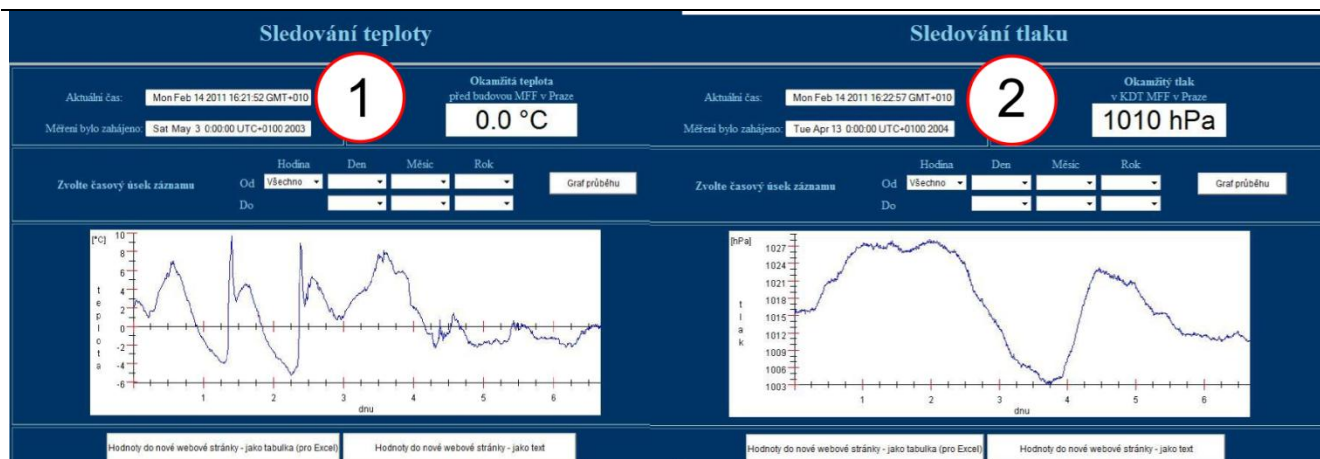 Sledování teploty
1
Aktuální čas: Mon Feb 14 2011 16:21:52 GMT+010
Měření bylo zahájeno: Sat May 3 0:00:00 UTC+0100 2003
Okamžitá teplota
před budovou MFF v Praze
0.0 °C
Hodina Den Měsíc Rok
Zvolte časový úsek záznamu
Od Všechno
Do
Graf průběhu
[°C]
teplota
10
8
6
4
2
0
-2
-4
-6
1 2 3 4 5 6
dnu
Hodnoty do nové webové stránky - jako tabulka (pro Excel)
Hodnoty do nové webové stránky - jako text
Sledování tlaku
2
Aktuální čas: Mon Feb 14 2011 16:22:57 GMT+010
Měření bylo zahájeno: Tue Apr 13 0:00:00 UTC+0100 2004
Okamžitý tlak
v KDT MFF v Praze
1010 hPa
Hodina Den Měsíc Rok
Zvolte časový úsek záznamu
Od Všechno
Do
Graf průběhu
[hPa]
tlak
1027
1024
1021
1018
1015
1012
1009
1006
1003
1 2 3 4 5 6
dnu
Hodnoty do nové webové stránky - jako tabulka (pro Excel)
Hodnoty do nové webové stránky - jako text